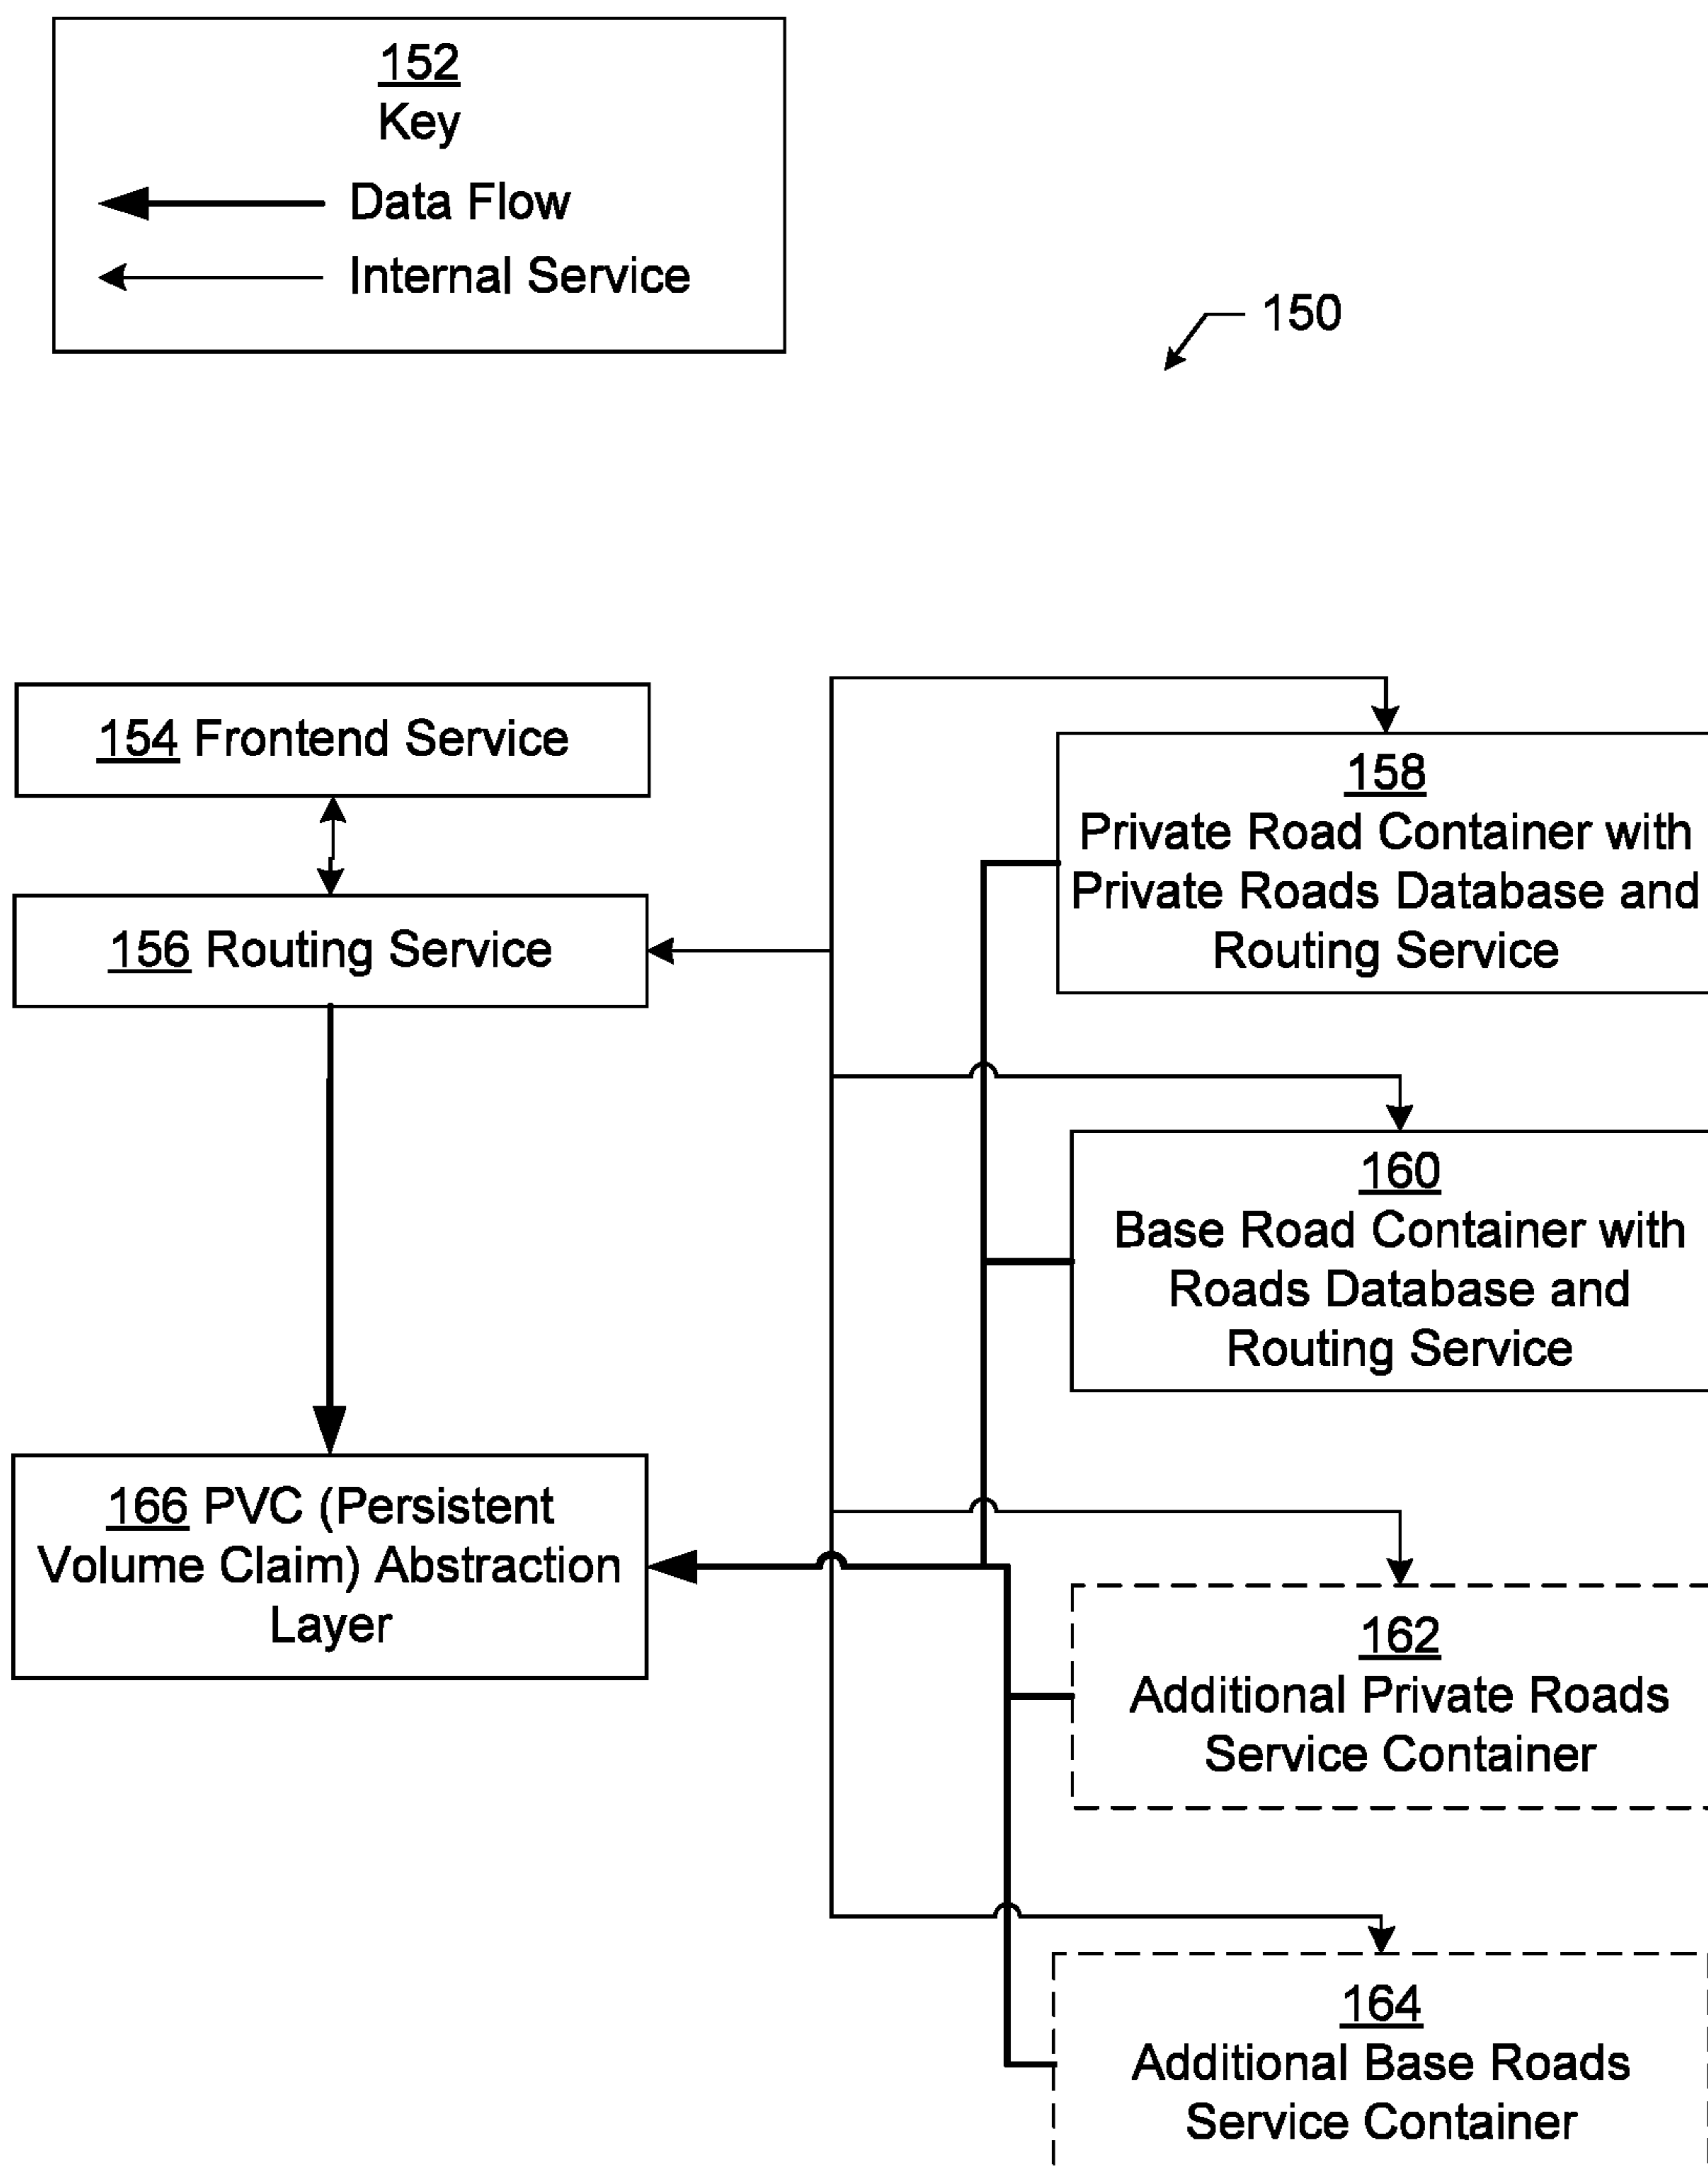 152
Key
Data Flow
Internal Service
150
154 Frontend Service
156 Routing Service
158
Private Road Container with
Private Roads Database and
Routing Service
160
Base Road Container with
Roads Database and
Routing Service
166 PVC (Persistent
Volume Claim) Abstraction
Layer
162
Additional Private Roads
Service Container
164
Additional Base Roads
Service Container